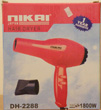 NIKAI
HAIR DRYER
DH-2288
1800W